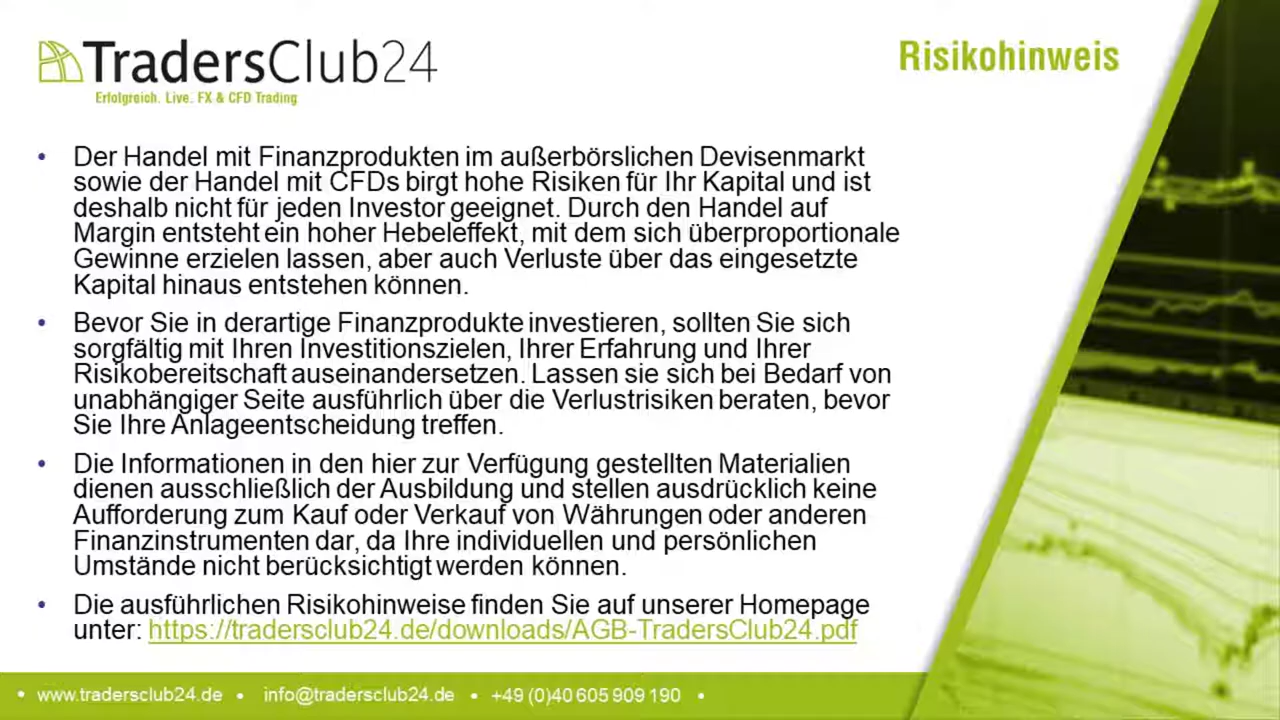 TradersClub24
Erfolgreich. Live. FX & CFD Trading
Risikohinweis
• Der Handel mit Finanzprodukten im außerbörslichen Devisenmarkt
sowie der Handel mit CFDs birgt hohe Risiken für Ihr Kapital und ist
deshalb nicht für jeden Investor geeignet. Durch den Handel auf
Margin entsteht ein hoher Hebeleffekt, mit dem sich überproportionale
Gewinne erzielen lassen, aber auch Verluste über das eingesetzte
Kapital hinaus entstehen können.
• Bevor Sie in derartige Finanzprodukte investieren, sollten Sie sich
sorgfältig mit Ihren Investitionszielen, Ihrer Erfahrung und Ihrer
Risikobereitschaft auseinandersetzen. Lassen sie sich bei Bedarf von
unabhängiger Seite ausführlich über die Verlustrisiken beraten, bevor
Sie Ihre Anlageentscheidung treffen.
• Die Informationen in den hier zur Verfügung gestellten Materialien
dienen ausschließlich der Ausbildung und stellen ausdrücklich keine
Aufforderung zum Kauf oder Verkauf von Währungen oder anderen
Finanzinstrumenten dar, da Ihre individuellen und persönlichen
Umstände nicht berücksichtigt werden können.
• Die ausführlichen Risikohinweise finden Sie auf unserer Homepage
unter: https://tradersclub24.de/downloads/AGB-TradersClub24.pdf
• www.tradersclub24.de • info@tradersclub24.de • +49 (0)40 605 909 190 •